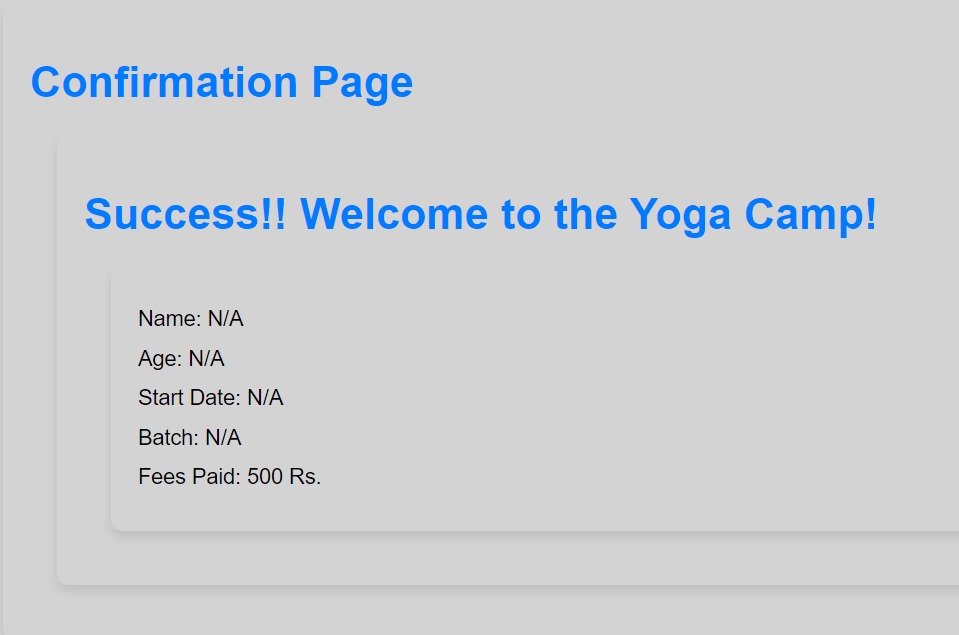 Confirmation Page
Success!! Welcome to the Yoga Camp!
Name: N/A
Age: N/A
Start Date: N/A
Batch: N/A
Fees Paid: 500 Rs.